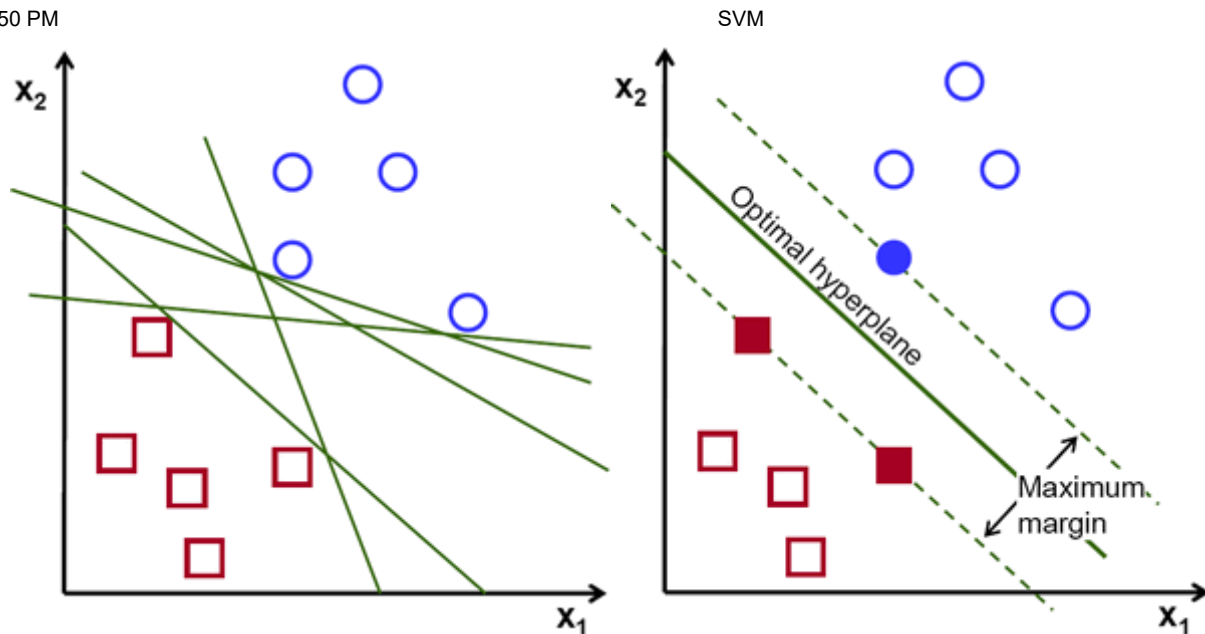 50 PM
SVM
x2
x1
x2
Optimal hyperplane
Maximum
margin
x1